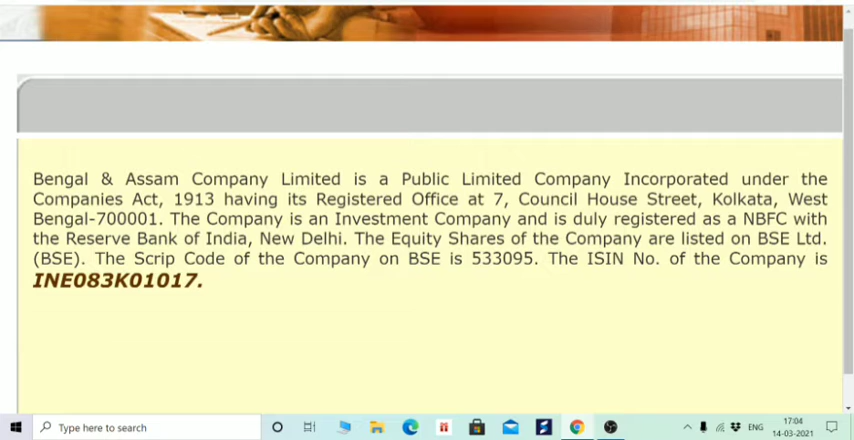 Bengal & Assam Company Limited is a Public Limited Company Incorporated under the
Companies Act, 1913 having its Registered Office at 7, Council House Street, Kolkata, West
Bengal-700001. The Company is an Investment Company and is duly registered as a NBFC with
the Reserve Bank of India, New Delhi. The Equity Shares of the Company are listed on BSE Ltd.
(BSE). The Scrip Code of the Company on BSE is 533095. The ISIN No. of the Company is
INE083K01017.
Type here to search
ENG
17:04
14-03-2021